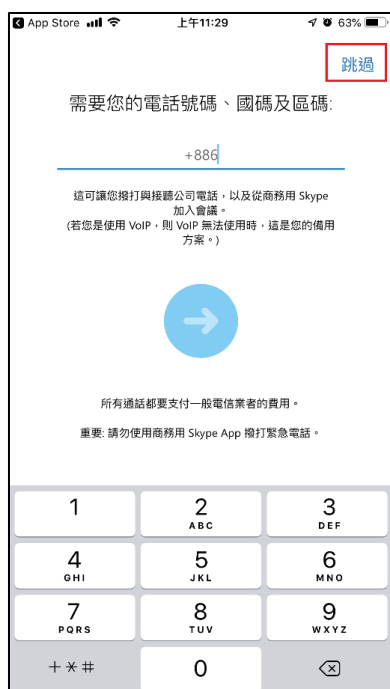 App Store 上午11:29 63%
跳過
需要您的電話號碼、國碼及區碼:
+886
這可讓您撥打與接聽公司電話，以及從商務用 Skype
加入會議。
(若您是使用 VoIP，則 VoIP 無法使用時，這是您的備用
方案。)
所有通話都要支付一般電信業者的費用。
重要: 請勿使用商務用 Skype App 撥打緊急電話。
1 2 3
ABC DEF
4 5 6
GHI JKL MNO
7 8 9
PQRS TUV WXYZ
+*# 0